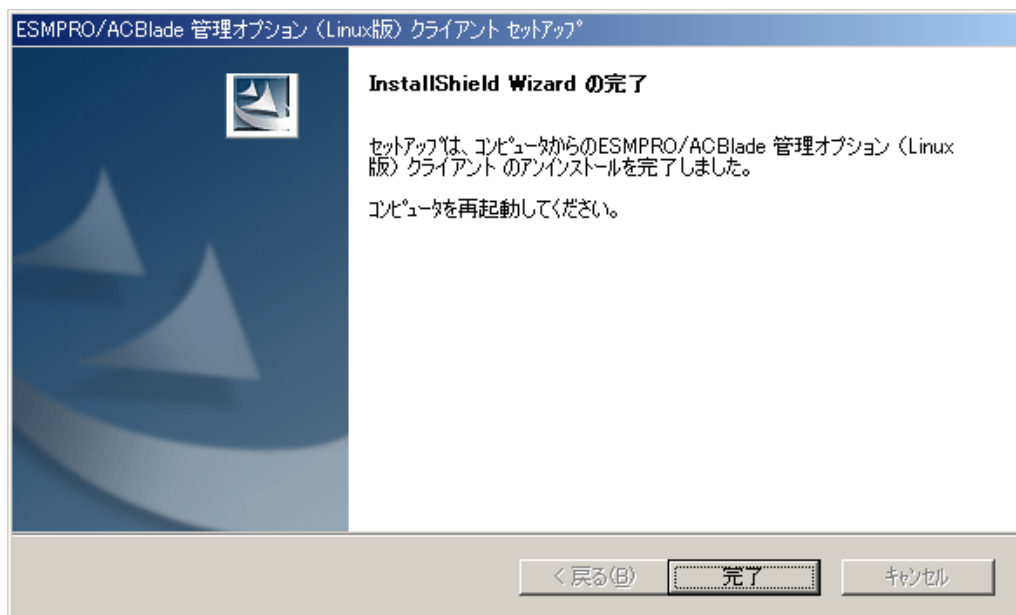 ESMPRO/ACBlade 管理オプション（Linux版）クライアント セットアップ
InstallShield Wizard の完了
セットアップは、コンピュータからのESMPRO/ACBlade 管理オプション（Linux
版）クライアント のアンインストールを完了しました。
コンピュータを再起動してください。
< 戻る(B)
完了
キャンセル